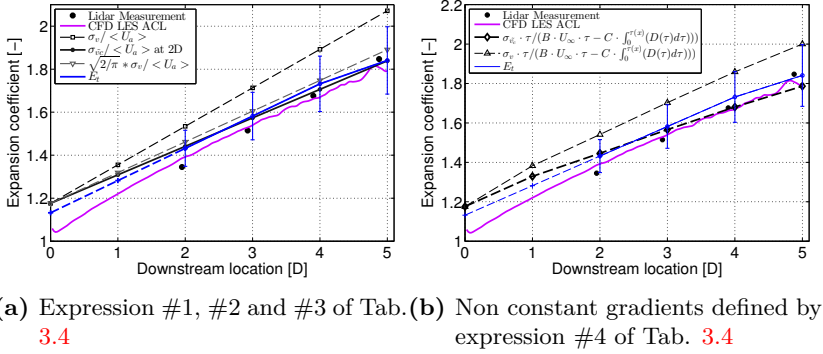 2
1.8
1.6
1.4
1.2
1
Expansion coefficient [−]
0 1 2 3 4 5
Downstream location [D]
Lidar Measurement
CFD LES ACL
σ_v/ < U_a >
σ_ṽc/ < U_a > at 2D
√2/π ∗ σ_v/ < U_a >
E_t
2.2
2
1.8
1.6
1.4
1.2
1
Expansion coefficient [−]
0 1 2 3 4 5
Downstream location [D]
Lidar Measurement
CFD LES ACL
σ_ṽc · τ/(B · U_∞ · τ − C · ∫_0^τ(x)(D(τ)dτ)))
σ_v · τ/(B · U_∞ · τ − C · ∫_0^τ(x)(D(τ)dτ)))
E_t
a) Expression #1, #2 and #3 of Tab.
3.4
(b) Non constant gradients defined by
expression #4 of Tab. 3.4